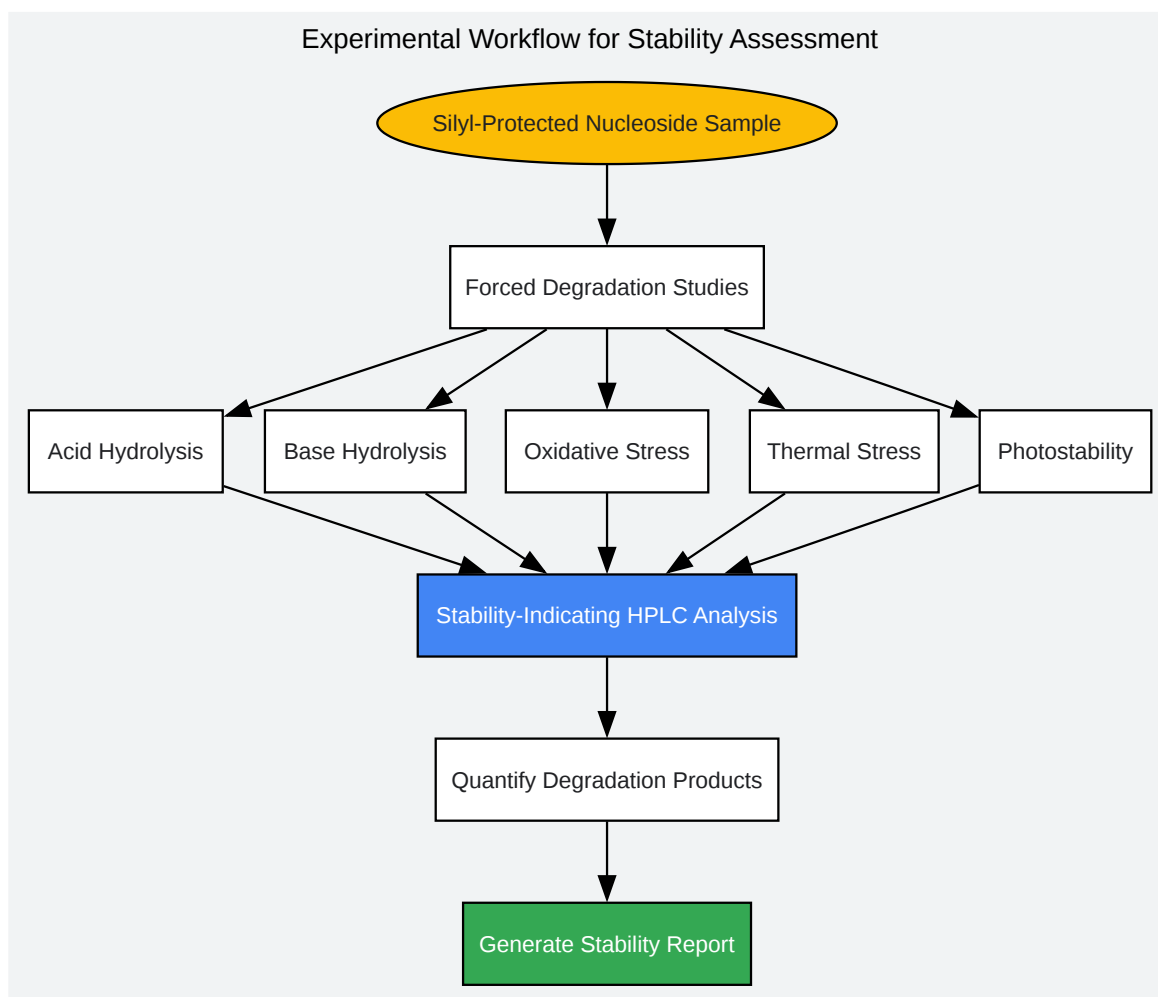 Experimental Workflow for Stability Assessment
Silyl-Protected Nucleoside Sample
Forced Degradation Studies
Acid Hydrolysis
Base Hydrolysis
Oxidative Stress
Thermal Stress
Photostability
Stability-Indicating HPLC Analysis
Quantify Degradation Products
Generate Stability Report